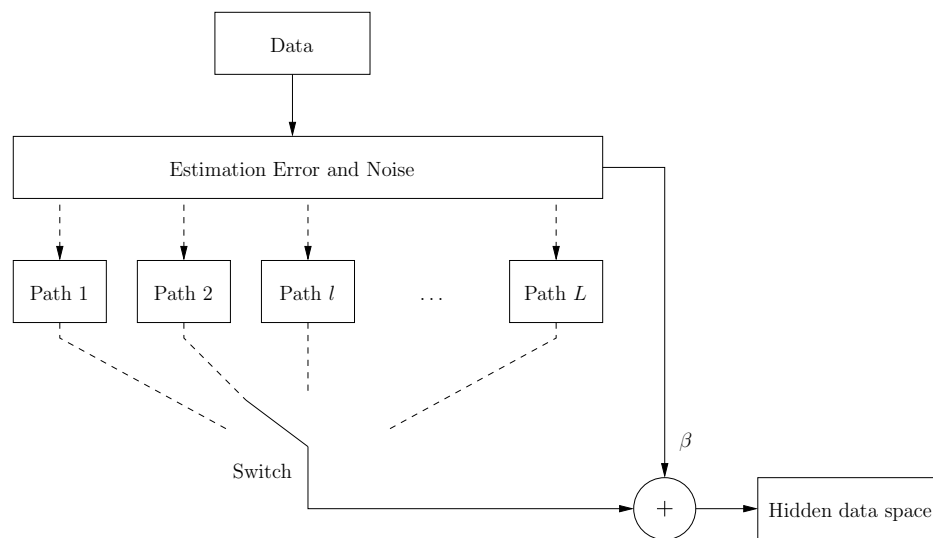 Data
Estimation Error and Noise
Path 1
Path 2
Path l
...
Path L
β
Switch
+
Hidden data space